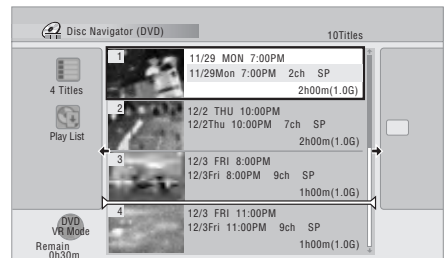 Disc Navigator (DVD)
10Titles
4 Titles
Play List
DVD
VR Mode
Remain
0h30m
1
11/29 MON 7:00PM
11/29Mon 7:00PM 2ch SP
2h00m(1.0G)
2
12/2 THU 10:00PM
12/2Thu 10:00PM 7ch SP
2h00m(1.0G)
3
12/3 FRI 8:00PM
12/3Fri 8:00PM 9ch SP
1h00m(1.0G)
4
12/3 FRI 11:00PM
12/3Fri 11:00PM 9ch SP
1h00m(1.0G)